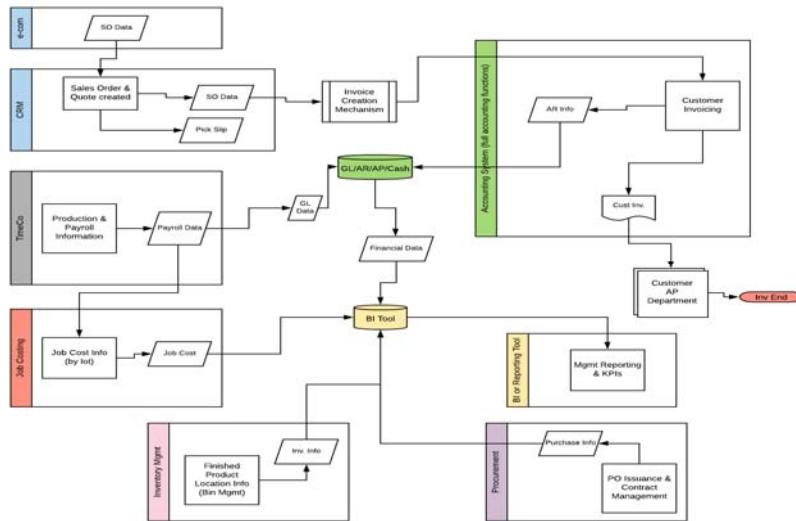 e-com
SO Data
CRM
Sales Order &
Quote created
SO Data
Pick Slip
Invoice
Creation
Mechanism
Accounting System (full accounting functions)
AR Info
Customer
Invoicing
Cust Inv.
GL/AR/AP/Cash
TimeCo
Production &
Payroll
Information
Payroll Data
GL
Data
Financial Data
Customer
AP
Department
Inv End
Job Costing
Job Cost Info
(by lot)
Job Cost
BI Tool
BI or Reporting Tool
Mgmt Reporting
& KPIs
Inventory Mgmt
Finished
Product
Location Info
(Bin Mgmt)
Inv. Info
Procurement
Purchase Info
PO Issuance &
Contract
Management